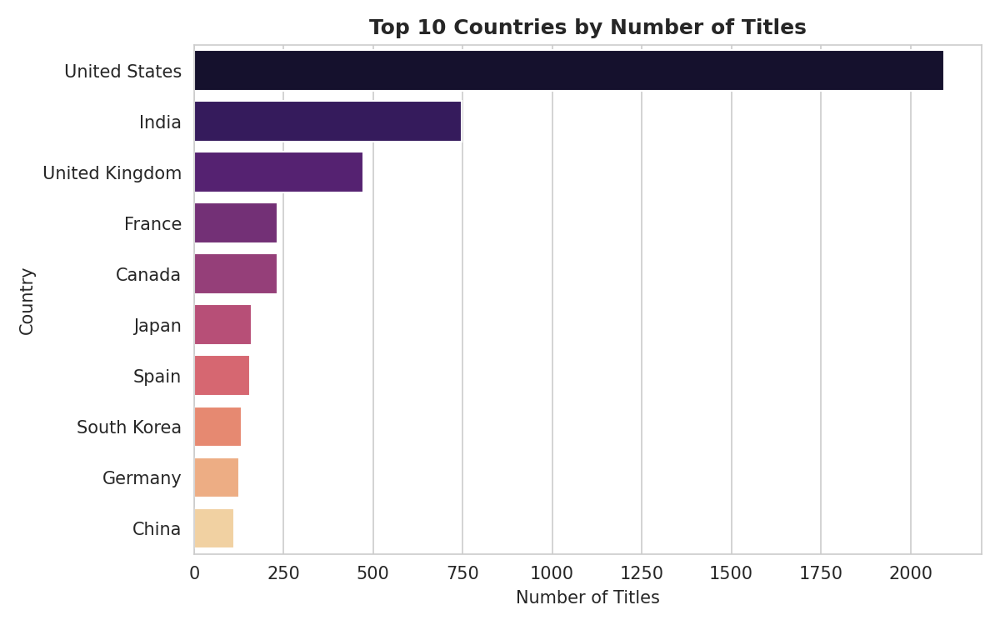 Top 10 Countries by Number of Titles
United States
India
United Kingdom
France
Canada
Japan
Spain
South Korea
Germany
China
Country
0 250 500 750 1000 1250 1500 1750 2000
Number of Titles